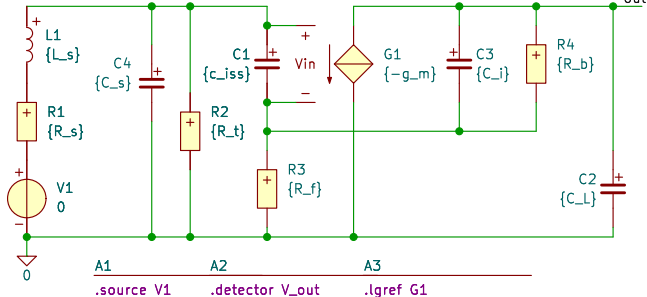 out
L1
{L_s}
C4
{C_s}
C1
{c_iss}
+
Vin
-
G1
{-g_m}
C3
{C_i}
R4
{R_b}
R1
{R_s}
R2
{R_t}
R3
{R_f}
V1
0
C2
{C_L}
0
A1 A2 A3
.source V1 .detector V_out .lgref G1